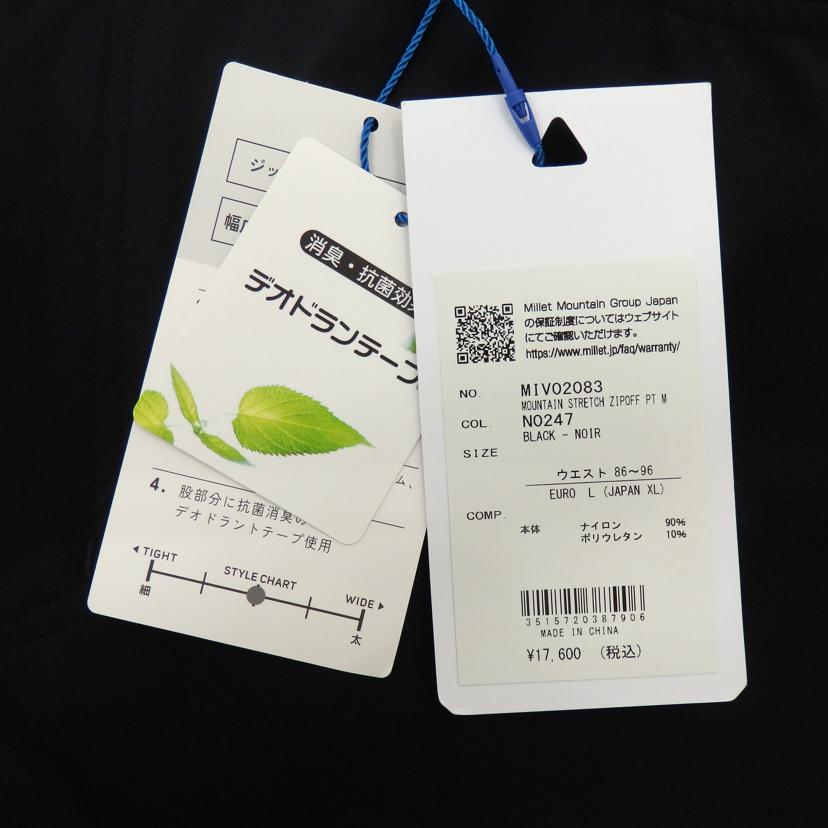 ジッ
幅
消臭・抗菌効
デオドランテープ
4. 股部分に抗菌消臭の
デオドラントテープ使用
ム、
TIGHT
STYLE CHART
WIDE
細
太
Millet Mountain Group Japan
の保証制度についてはウェブサイト
にてご確認いただけます。
https://www.millet.jp/faq/warranty/
NO. MIV02083
MOUNTAIN STRETCH ZIPOFF PT M
COL. N0247
BLACK - NOIR
SIZE
ウエスト 86～96
EURO L (JAPAN XL)
COMP. 本体 ナイロン 90%
ポリウレタン 10%
3515720387906
MADE IN CHINA
¥17,600 (税込)